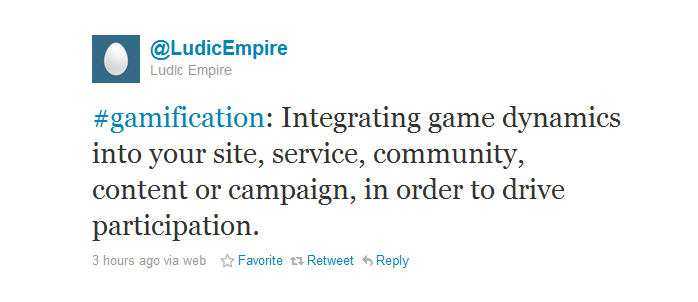 @LudicEmpire
Ludic Empire
#gamification: Integrating game dynamics
into your site, service, community,
content or campaign, in order to drive
participation.
3 hours ago via web Favorite Retweet Reply